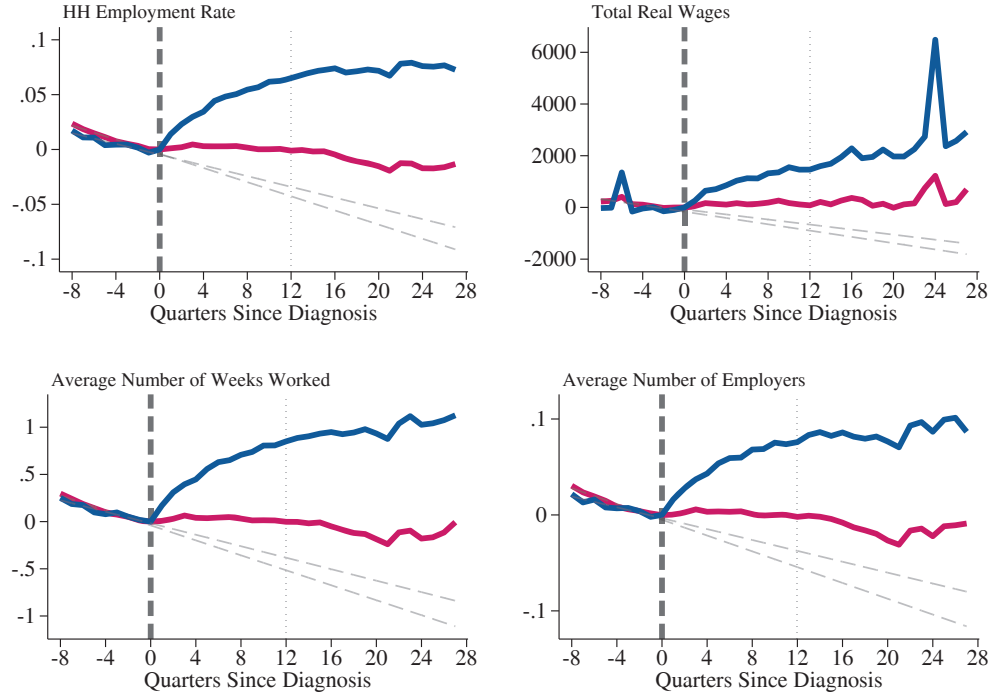 HH Employment Rate
.1
.05
0
-.05
-.1
-8 -4 0 4 8 12 16 20 24 28
Quarters Since Diagnosis
Total Real Wages
6000
4000
2000
0
-2000
-8 -4 0 4 8 12 16 20 24 28
Quarters Since Diagnosis
Average Number of Weeks Worked
1
.5
0
-.5
-1
-8 -4 0 4 8 12 16 20 24 28
Quarters Since Diagnosis
Average Number of Employers
.1
0
-.1
-8 -4 0 4 8 12 16 20 24 28
Quarters Since Diagnosis